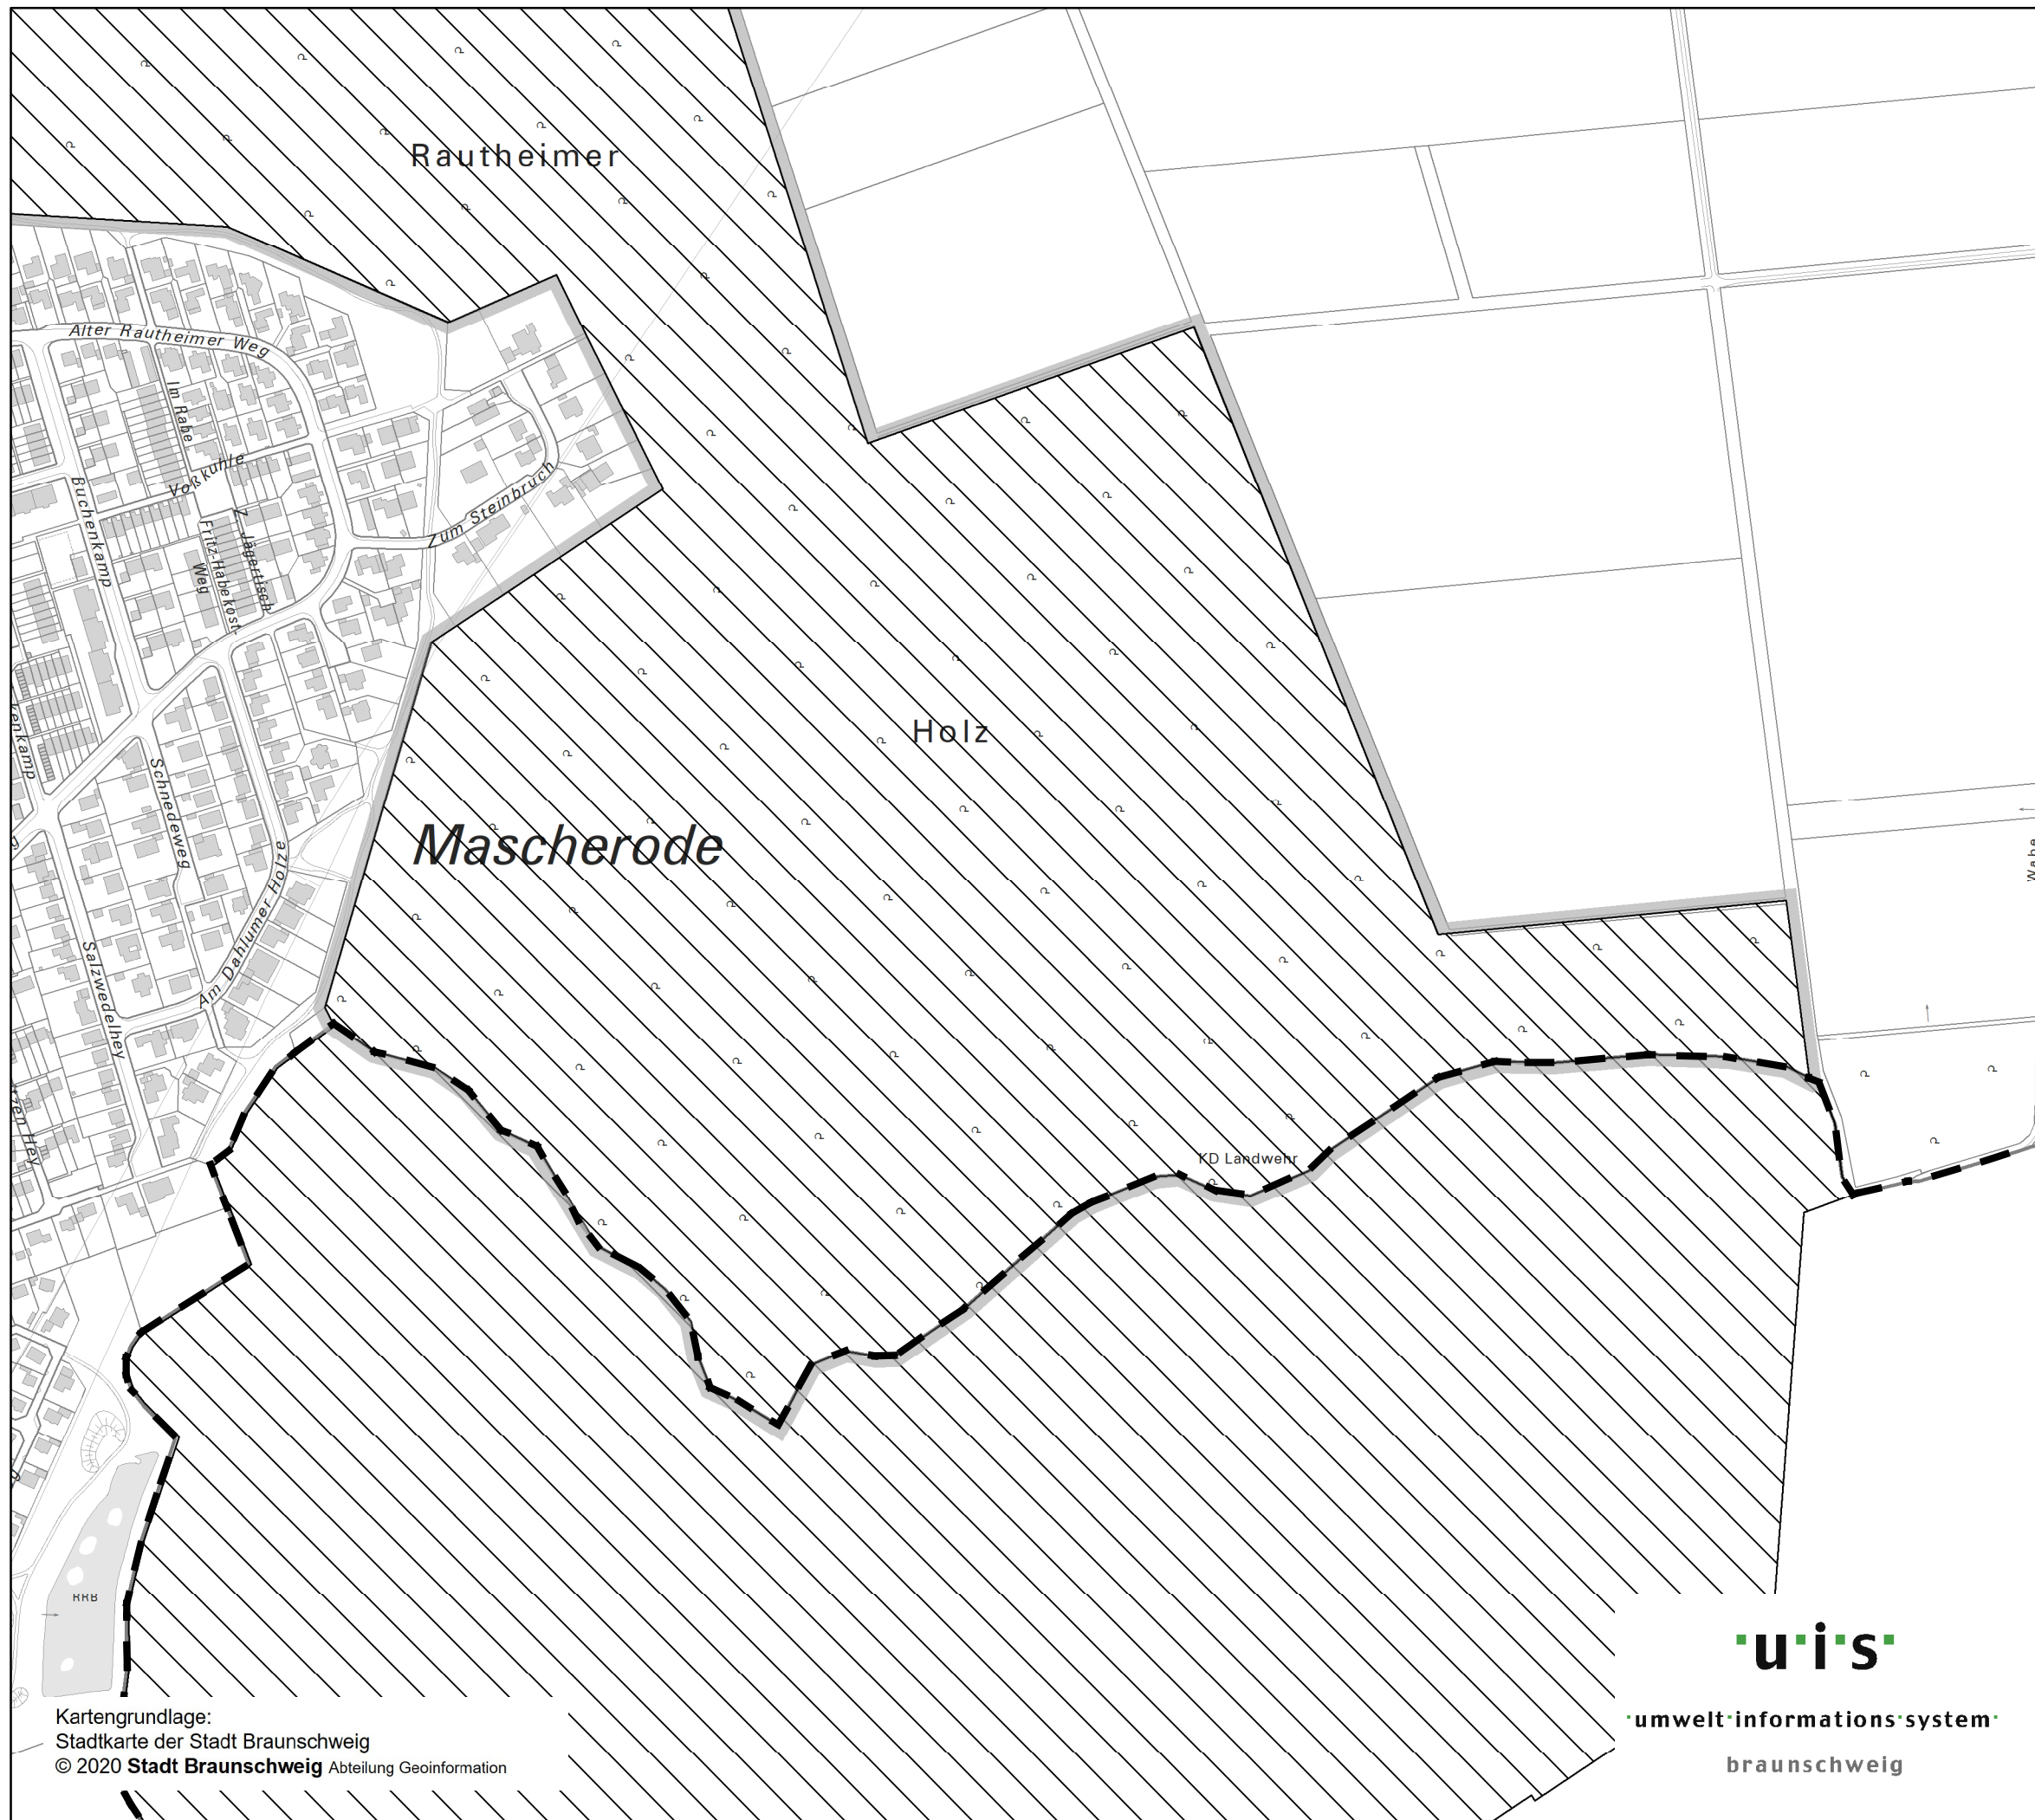 Rautheimer
Alter Rautheimer Weg
Im Rabe
Voßkuhle
Buchenkamp
Z. Jägertisch
Fritz-Habekost-
Weg
Zum Steinbruch
Holz
Mascherode
Schnedeweg
Am Dahlumer Holze
Salzwedelhey
Wabe
KD Landwehr
RRB
Kartengrundlage:
Stadtkarte der Stadt Braunschweig
© 2020 Stadt Braunschweig Abteilung Geoinformation
u·i·s
umwelt·informations·system
braunschweig